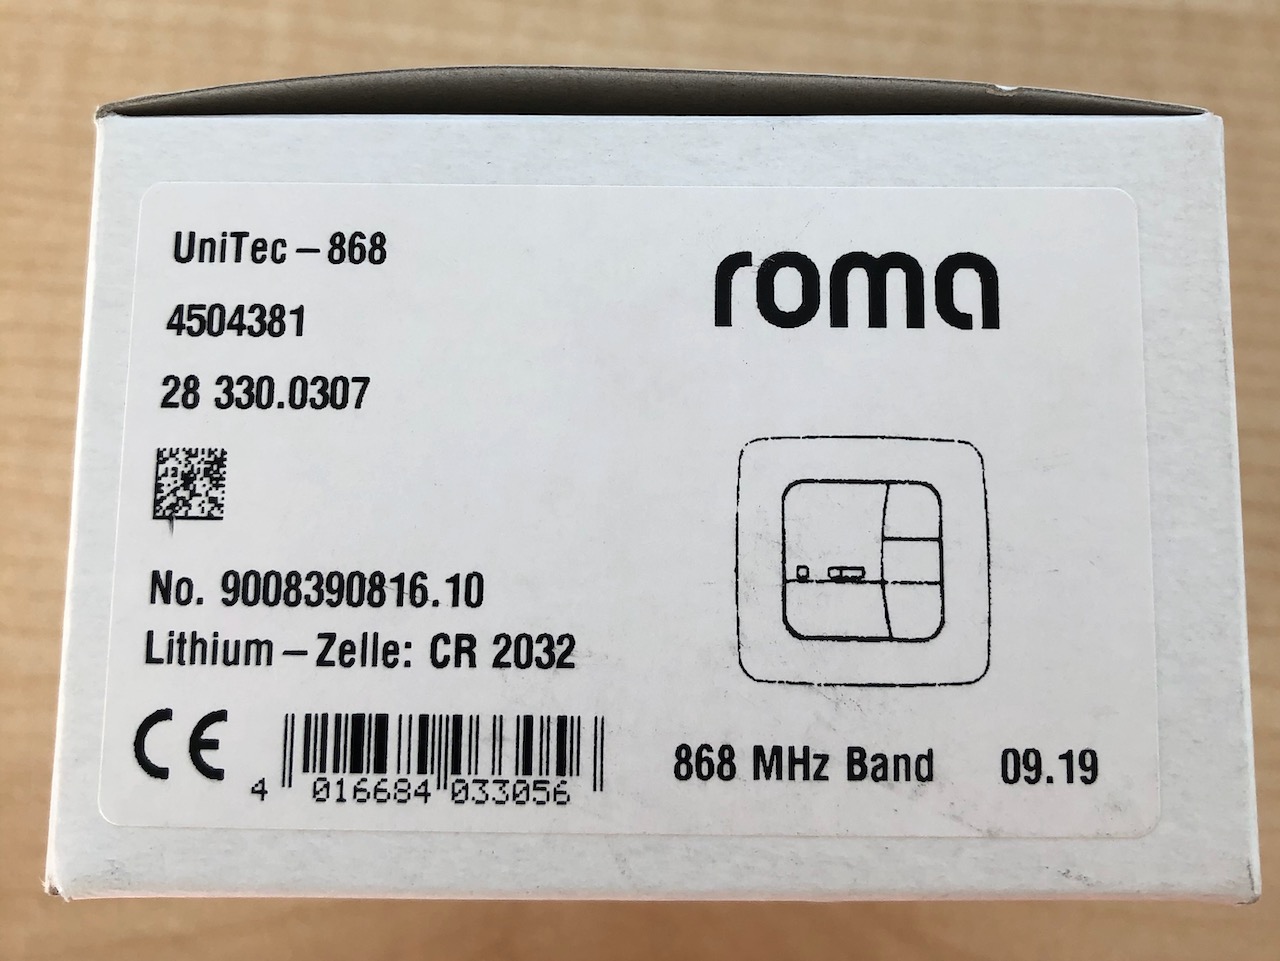 UniTec – 868
4504381
28 330.0307
roma
No. 9008390816.10
Lithium – Zelle: CR 2032
CE
4 016684 033056
868 MHz Band 09.19